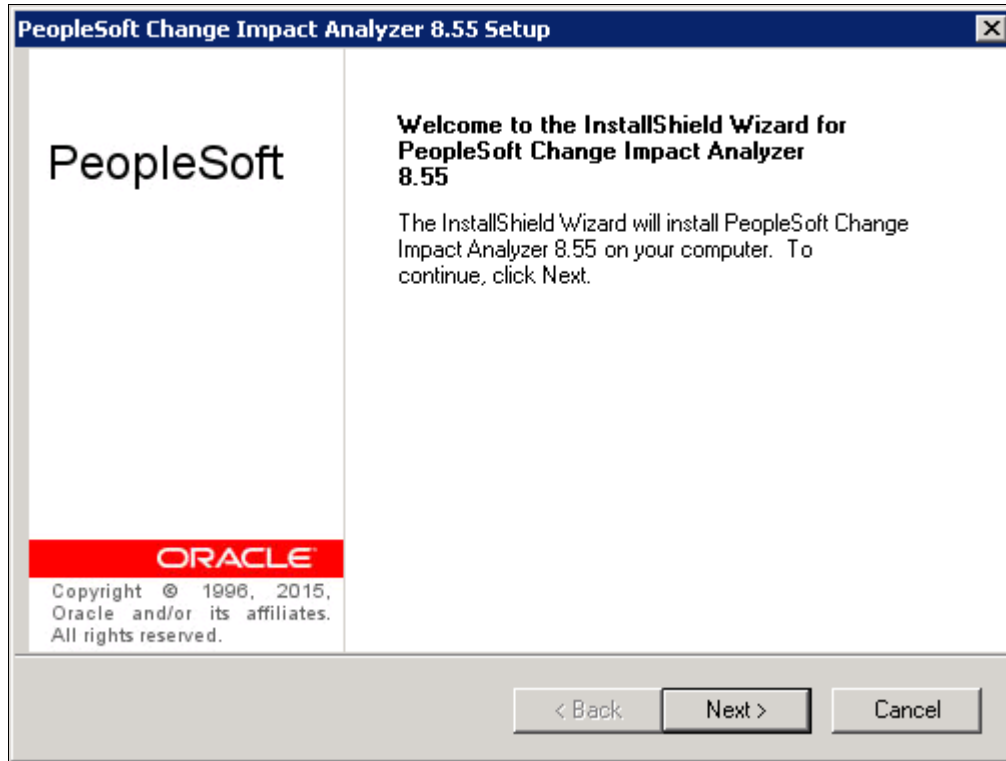 PeopleSoft Change Impact Analyzer 8.55 Setup
PeopleSoft
Welcome to the InstallShield Wizard for
PeopleSoft Change Impact Analyzer
8.55
The InstallShield Wizard will install PeopleSoft Change
Impact Analyzer 8.55 on your computer. To
continue, click Next.
ORACLE
Copyright © 1996, 2015,
Oracle and/or its affiliates.
All rights reserved.
< Back
Next >
Cancel